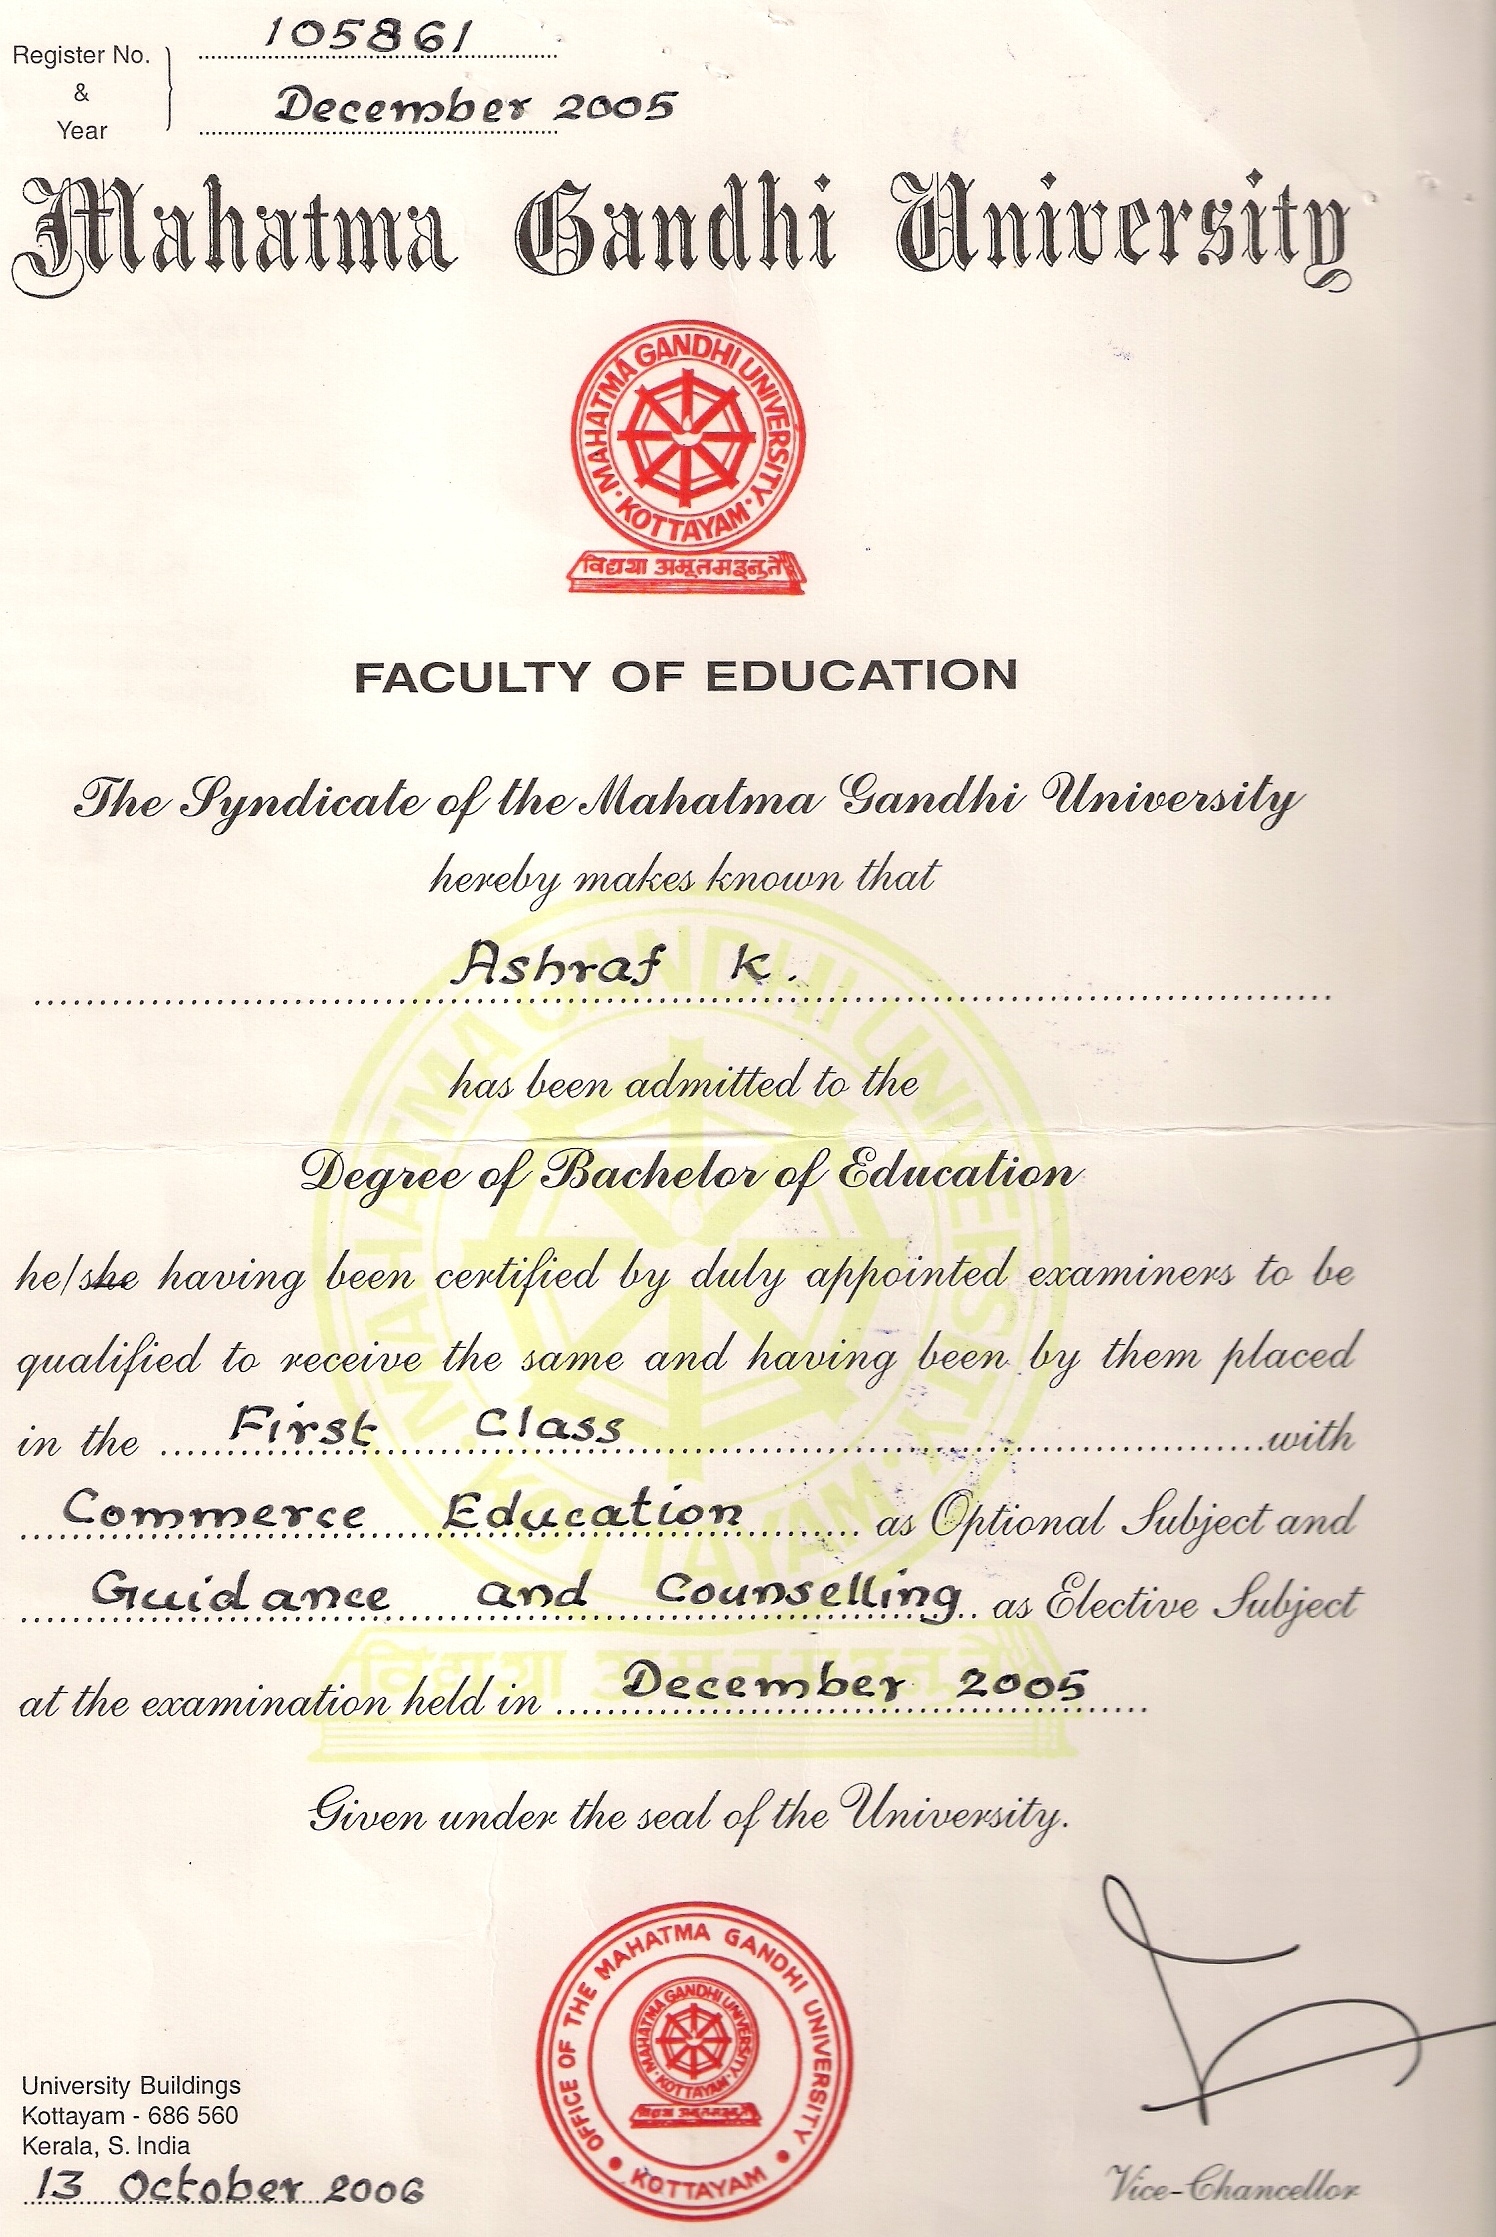 105861
Register No.
&
Year
December 2005
Mahatma Gandhi University
MAHATMA GANDHI UNIVERSITY
KOTTAYAM
विद्यया अमृतमश्नुते
FACULTY OF EDUCATION
The Syndicate of the Mahatma Gandhi University
hereby makes known that
Ashraf K.
has been admitted to the
Degree of Bachelor of Education
he/she having been certified by duly appointed examiners to be
qualified to receive the same and having been by them placed
in the First Class with
Commerce Education as Optional Subject and
Guidance and Counselling as Elective Subject
at the examination held in December 2005
Given under the seal of the University.
OFFICE OF THE MAHATMA GANDHI UNIVERSITY
KOTTAYAM
MAHATMA GANDHI UNIVERSITY
KOTTAYAM
University Buildings
Kottayam - 686 560
Kerala, S. India
13 October 2006
Vice-Chancellor